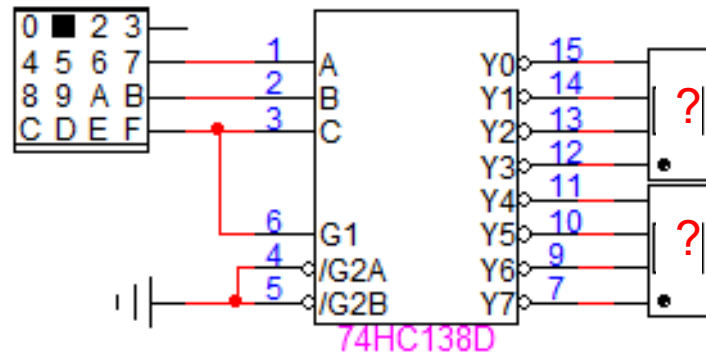 0 ■ 2 3
4 5 6 7
8 9 A B
C D E F
1 A
2 B
3 C
6 G1
4 /G2A
5 /G2B
Y0 15
Y1 14
Y2 13
Y3 12
Y4 11
Y5 10
Y6 9
Y7 7
?
?
74HC138D